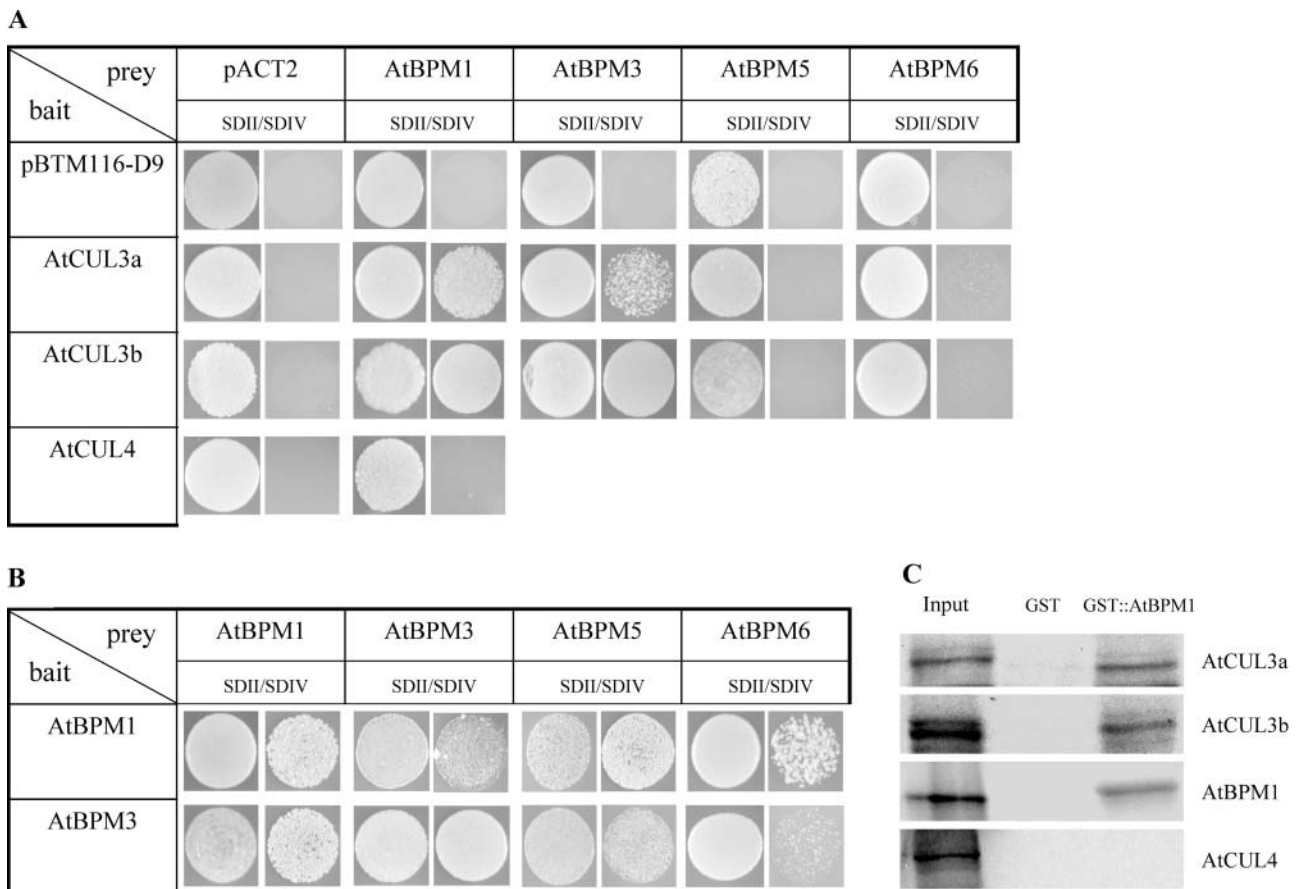 A
prey pACT2 AtBPM1 AtBPM3 AtBPM5 AtBPM6
bait SDII/SDIV SDII/SDIV SDII/SDIV SDII/SDIV SDII/SDIV
pBTM116-D9
AtCUL3a
AtCUL3b
AtCUL4
B
prey AtBPM1 AtBPM3 AtBPM5 AtBPM6
bait SDII/SDIV SDII/SDIV SDII/SDIV SDII/SDIV
AtBPM1
AtBPM3
C
Input GST GST::AtBPM1
AtCUL3a
AtCUL3b
AtBPM1
AtCUL4